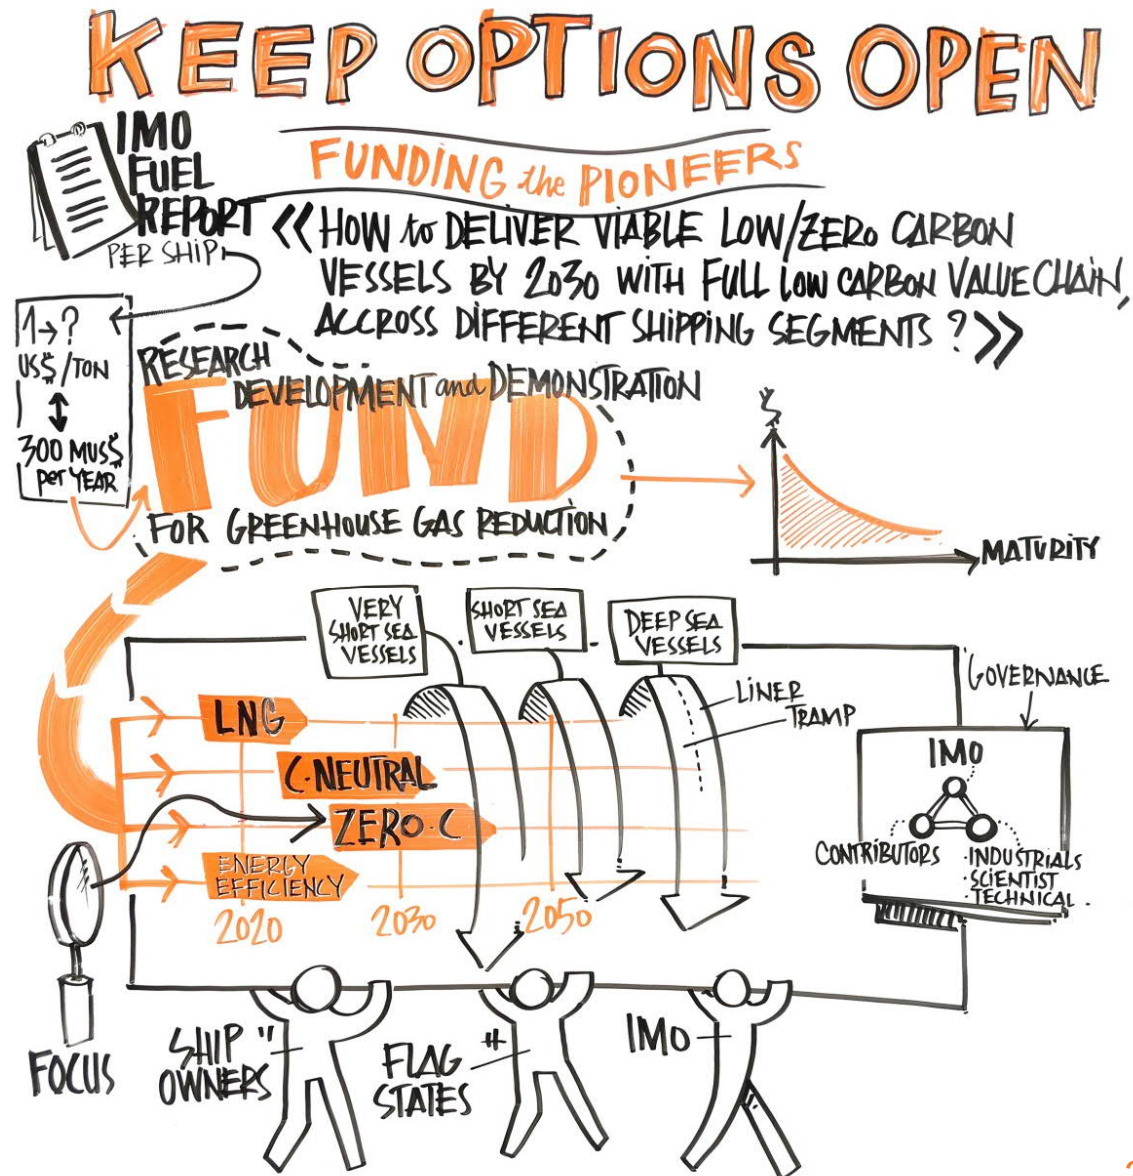 KEEP OPTIONS OPEN
IMO
FUEL
REPORT
PER SHIP
FUNDING the PIONEERS
« HOW to DELIVER VIABLE LOW/ZERO CARBON
VESSELS BY 2030 WITH FULL LOW CARBON VALUE CHAIN,
ACCROSS DIFFERENT SHIPPING SEGMENTS ? »
1→?
US$/TON
300 MUS$
per YEAR
RESEARCH
DEVELOPMENT and DEMONSTRATION
FUND
FOR GREENHOUSE GAS REDUCTION
$
MATURITY
VERY
SHORT SEA
VESSELS
SHORT SEA
VESSELS
DEEP SEA
VESSELS
LINER
TRAMP
GOVERNANCE
LNG
C-NEUTRAL
ZERO-C
ENERGY
EFFICIENCY
2020
2030
2050
IMO
CONTRIBUTORS
·INDUSTRIALS
·SCIENTIST
·TECHNICAL
FOCUS
SHIP "
OWNERS
FLAG "
STATES
IMO